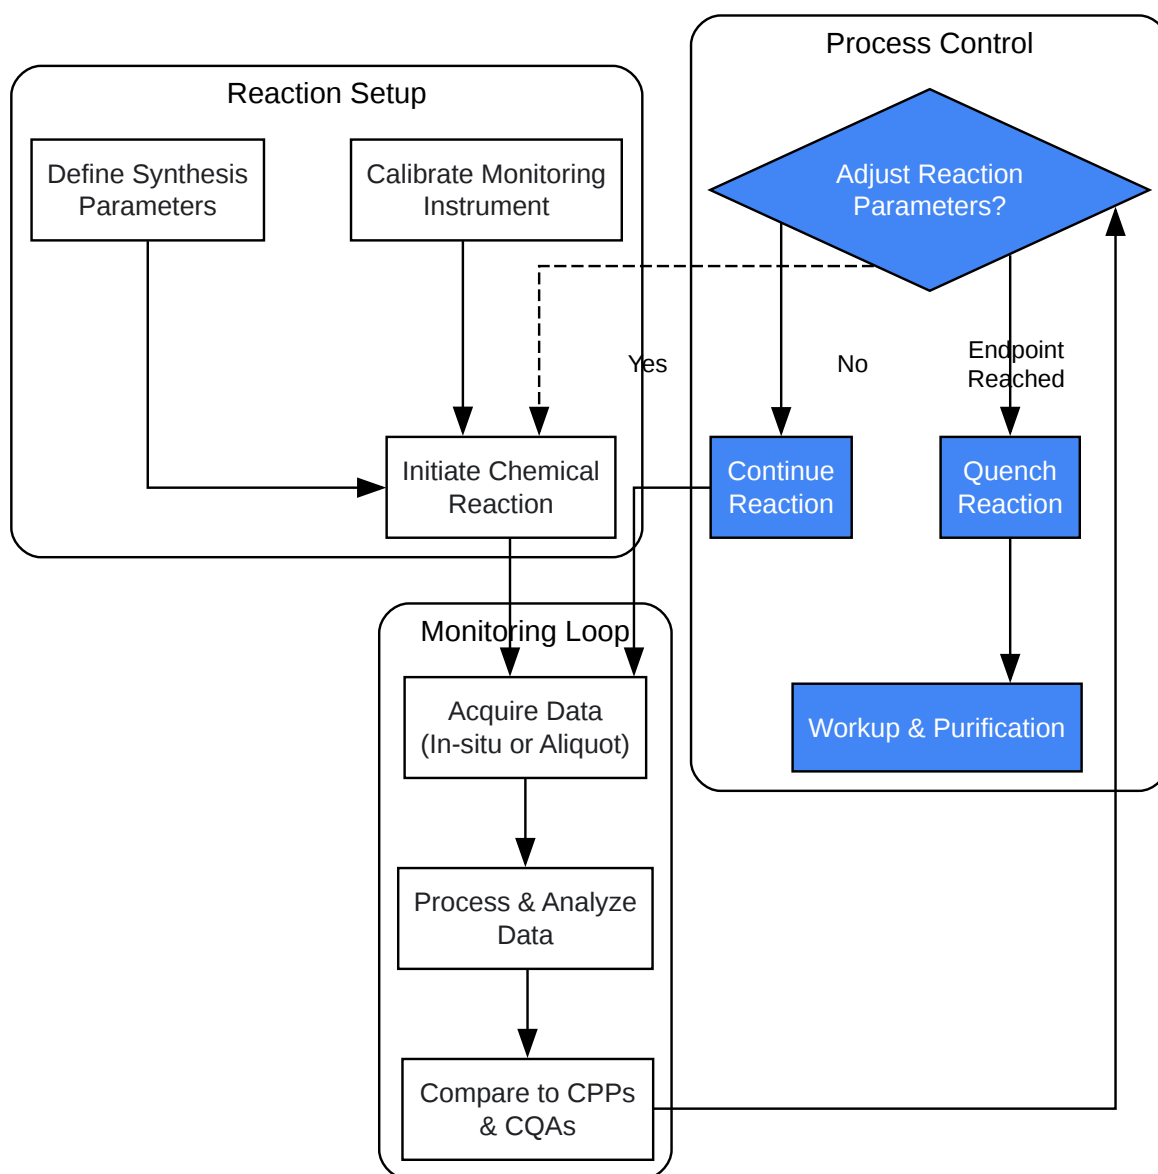 Process Control
Reaction Setup
Define Synthesis
Parameters
Calibrate Monitoring
Instrument
Adjust Reaction
Parameters?
Yes
No
Endpoint
Reached
Initiate Chemical
Reaction
Continue
Reaction
Quench
Reaction
Monitoring Loop
Acquire Data
(In-situ or Aliquot)
Workup & Purification
Process & Analyze
Data
Compare to CPPs
& CQAs